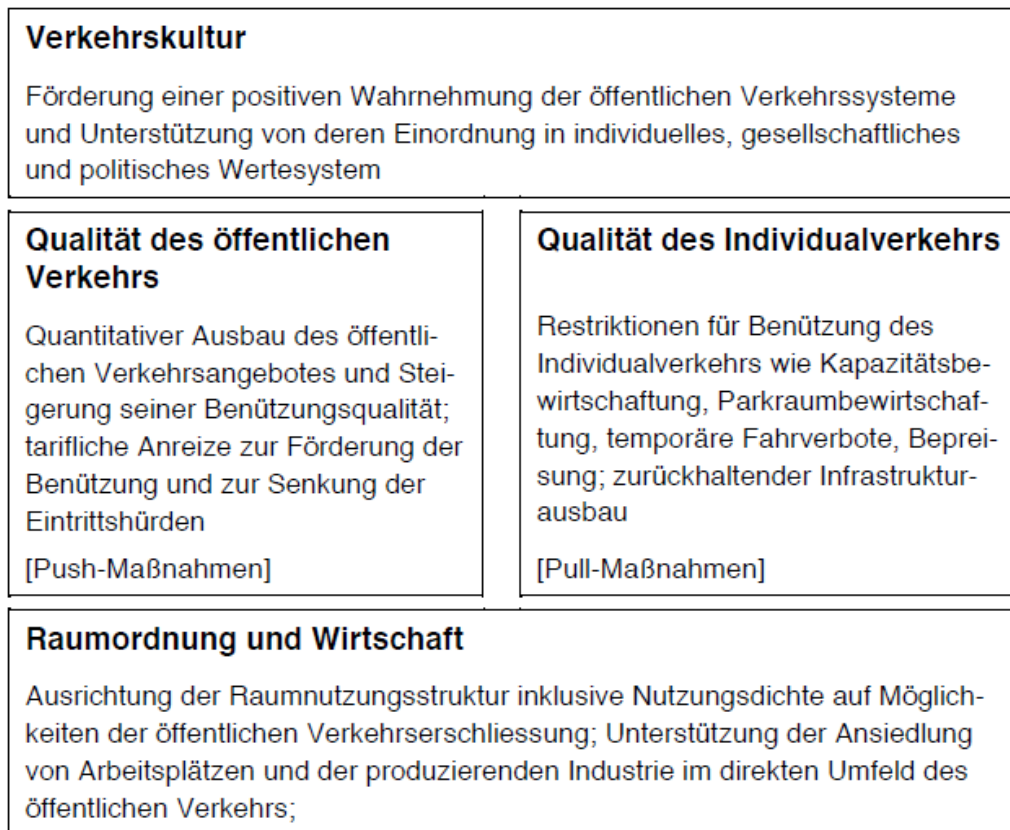 Verkehrskultur
Förderung einer positiven Wahrnehmung der öffentlichen Verkehrssysteme
und Unterstützung von deren Einordnung in individuelles, gesellschaftliches
und politisches Wertesystem
Qualität des öffentlichen
Verkehrs
Quantitativer Ausbau des öffentli-
chen Verkehrsangebotes und Stei-
gerung seiner Benützungsqualität;
tarifliche Anreize zur Förderung der
Benützung und zur Senkung der
Eintrittshürden
[Push-Maßnahmen]
Qualität des Individualverkehrs
Restriktionen für Benützung des
Individualverkehrs wie Kapazitätsbe-
wirtschaftung, Parkraumbewirtschaf-
tung, temporäre Fahrverbote, Beprei-
sung; zurückhaltender Infrastruktur-
ausbau
[Pull-Maßnahmen]
Raumordnung und Wirtschaft
Ausrichtung der Raumnutzungsstruktur inklusive Nutzungsdichte auf Möglich-
keiten der öffentlichen Verkehrserschliessung; Unterstützung der Ansiedlung
von Arbeitsplätzen und der produzierenden Industrie im direkten Umfeld des
öffentlichen Verkehrs;